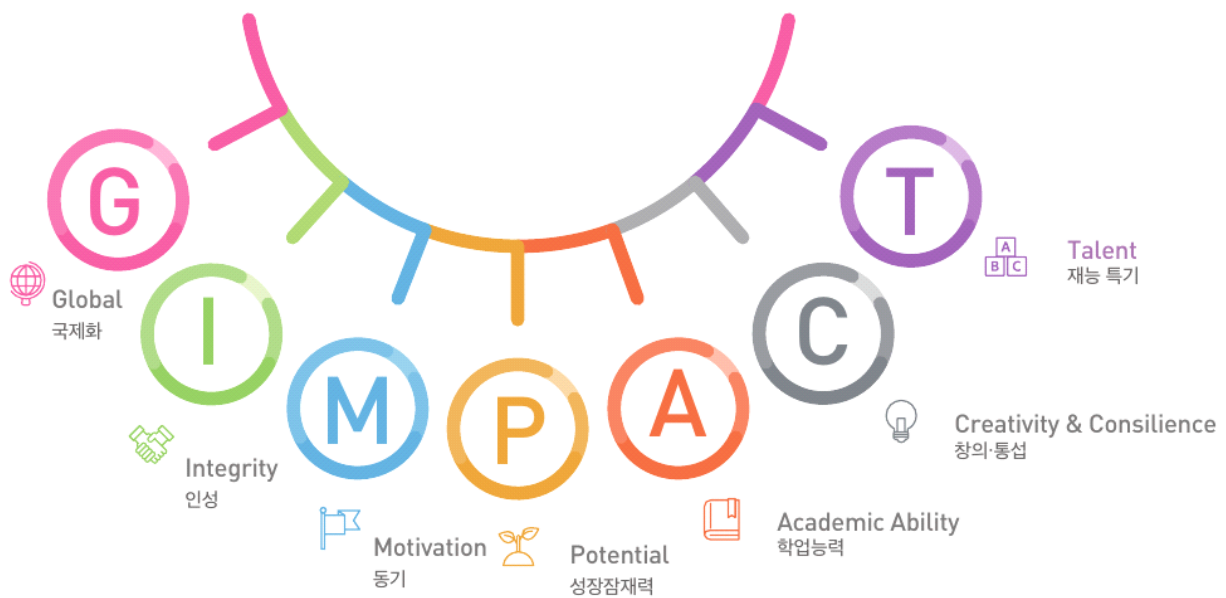 G
Global
국제화
I
Integrity
인성
M
Motivation
동기
P
Potential
성장잠재력
A
Academic Ability
학업능력
C
Creativity & Consilience
창의·통섭
T
A
B C
Talent
재능 특기